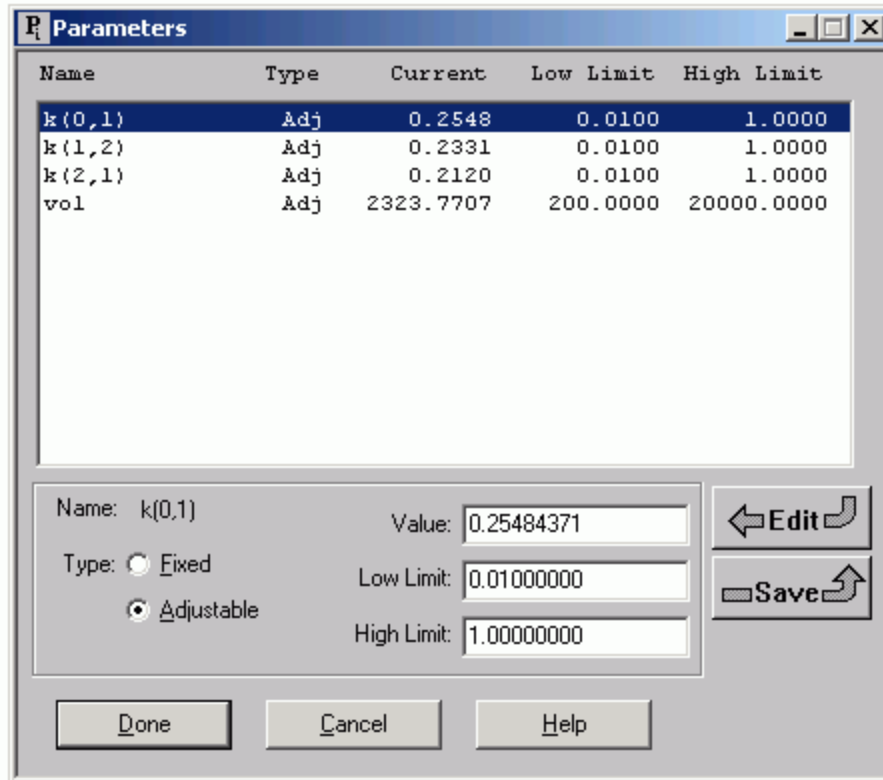 Pi Parameters
Name Type Current Low Limit High Limit
k(0,1) Adj 0.2548 0.0100 1.0000
k(1,2) Adj 0.2331 0.0100 1.0000
k(2,1) Adj 0.2120 0.0100 1.0000
vol Adj 2323.7707 200.0000 20000.0000
Name: k(0,1)
Value: 0.25484371
Type: Fixed
Low Limit: 0.01000000
Adjustable
High Limit: 1.00000000
Edit
Save
Done Cancel Help